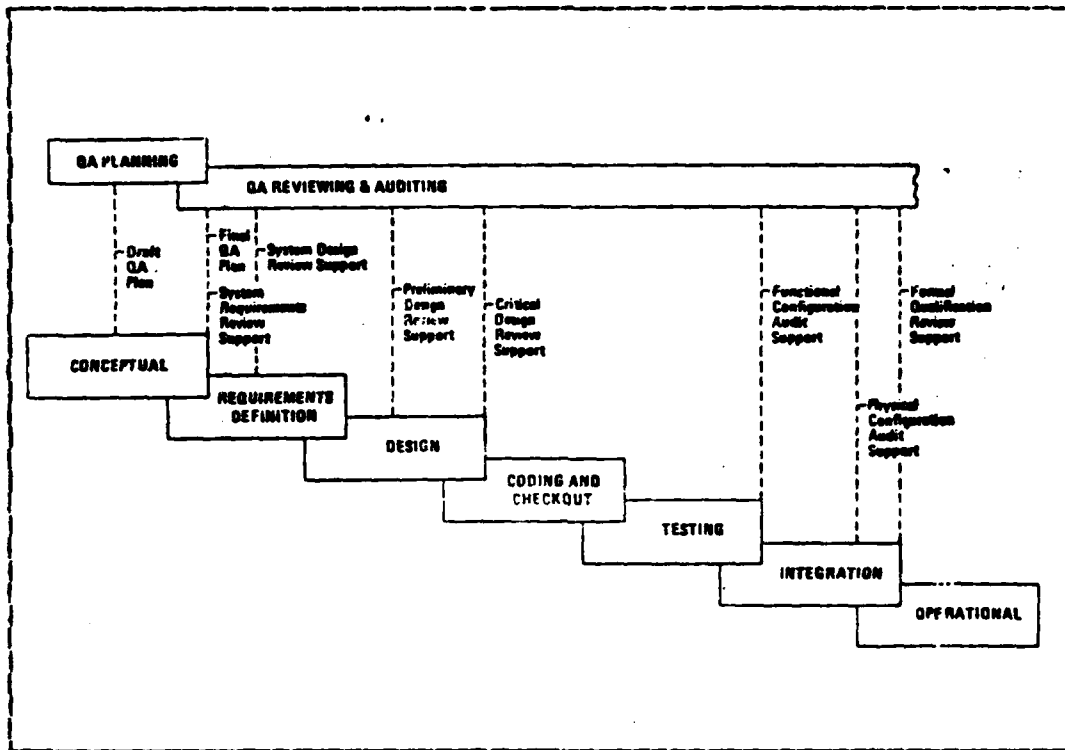 QA PLANNING
QA REVIEWING & AUDITING
Draft
QA
Plan
Final
QA
Plan
System Design
Review Support
System
Requirements
Review
Support
Preliminary
Design
Review
Support
Critical
Design
Review
Support
Functional
Configuration
Audit
Support
Formal
Qualification
Review
Support
Physical
Configuration
Audit
Support
CONCEPTUAL
REQUIREMENTS
DEFINITION
DESIGN
CODING AND
CHECKOUT
TESTING
INTEGRATION
OPERATIONAL